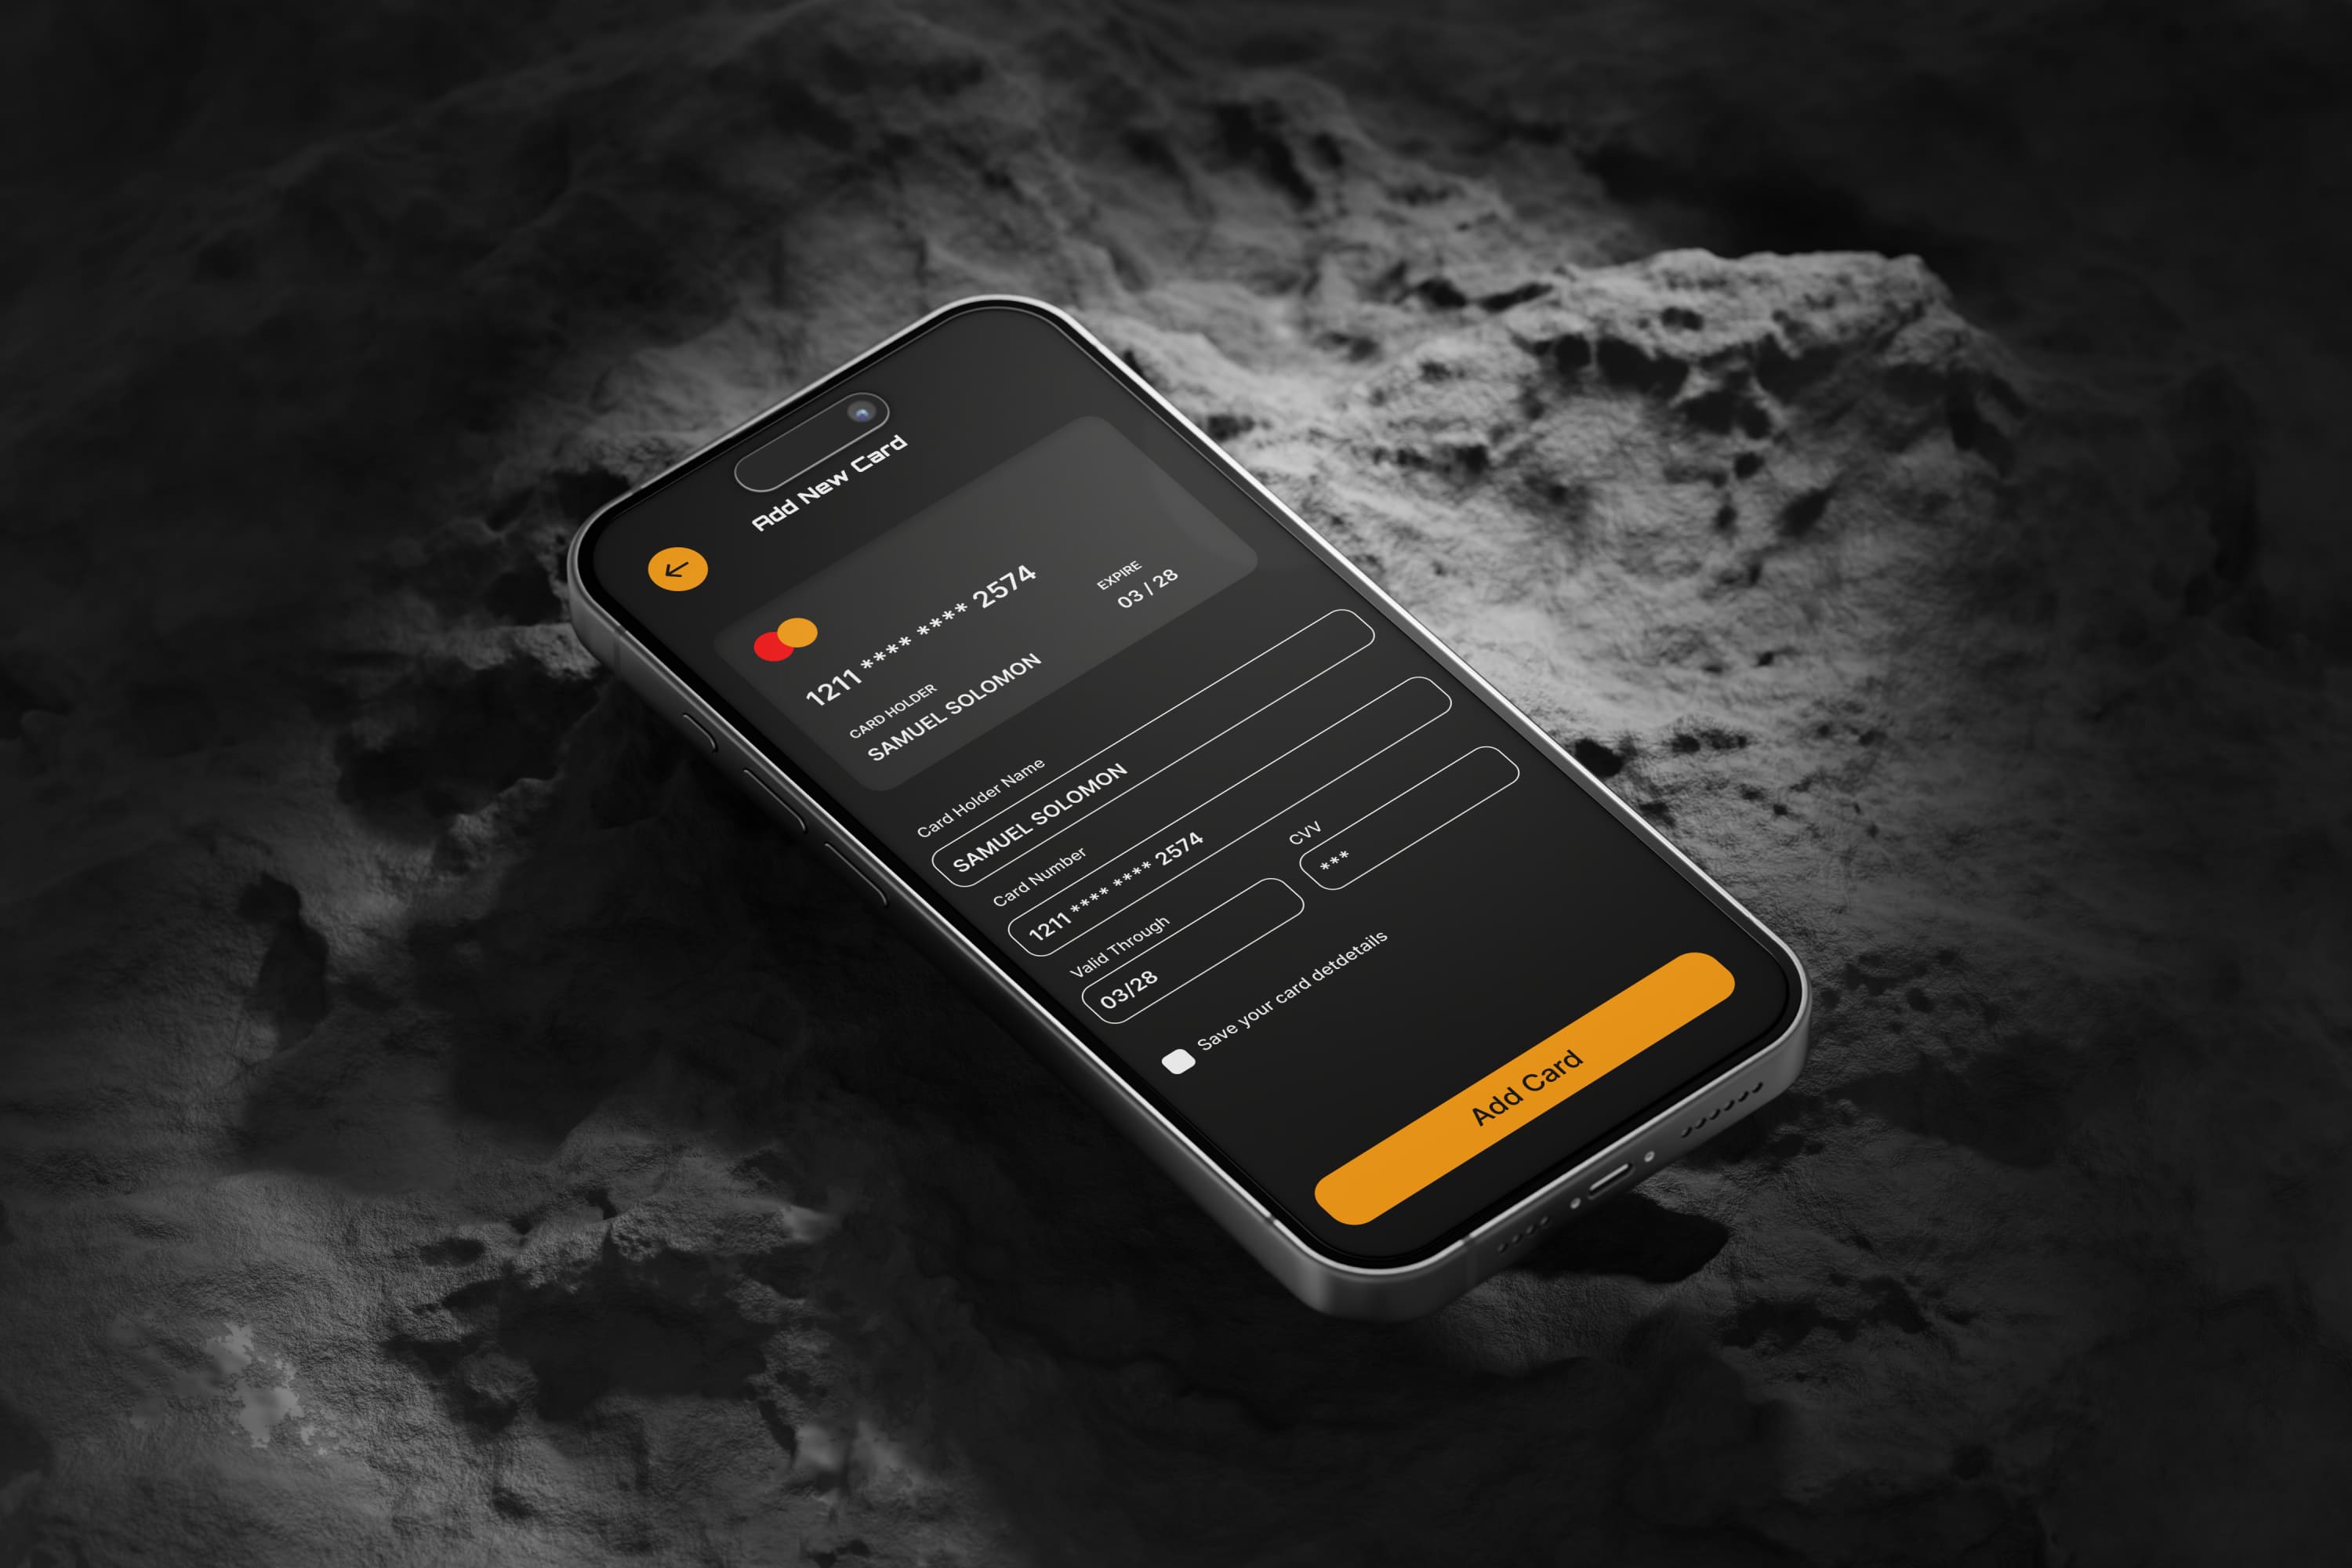 Add New Card
1211 **** **** 2574
EXPIRE
03 / 28
CARD HOLDER
SAMUEL SOLOMON
Card Holder Name
SAMUEL SOLOMON
Card Number
1211 **** **** 2574
Valid Through
CVV
03/28
***
Save your card detdetails
Add Card